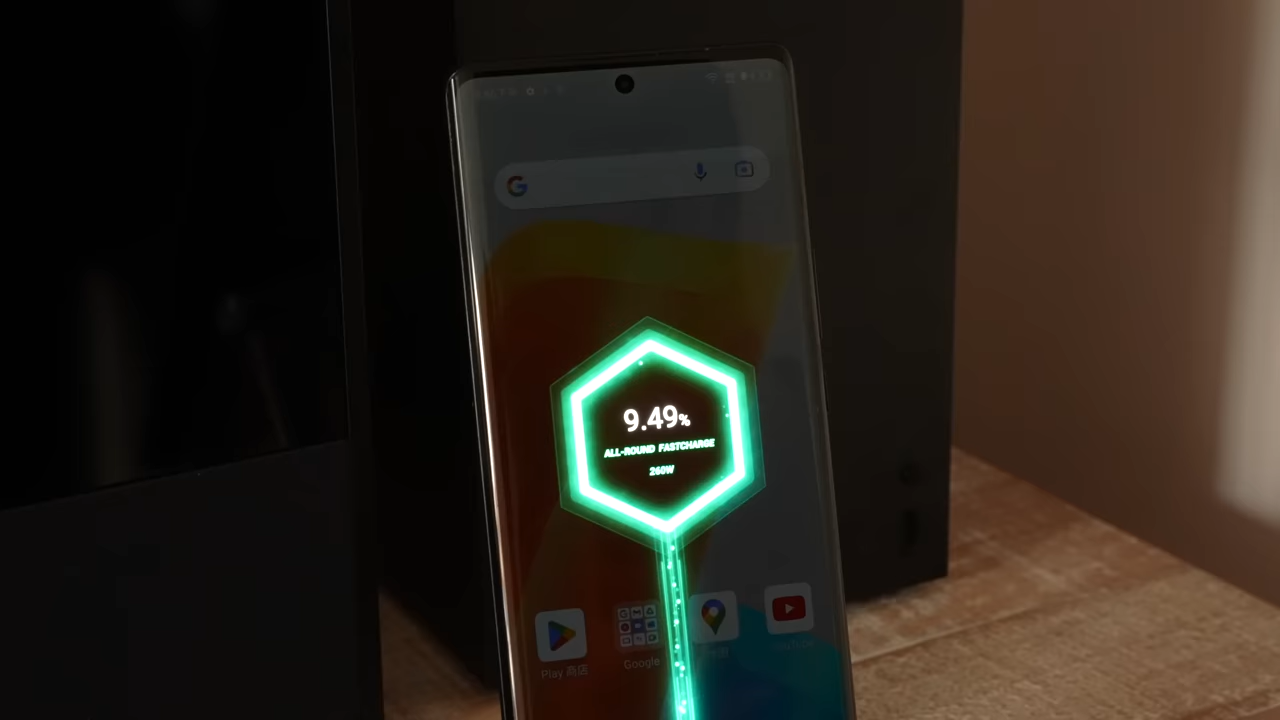 9.49%
ALL-ROUND FASTCHARGE
260W
Play 商店
Google